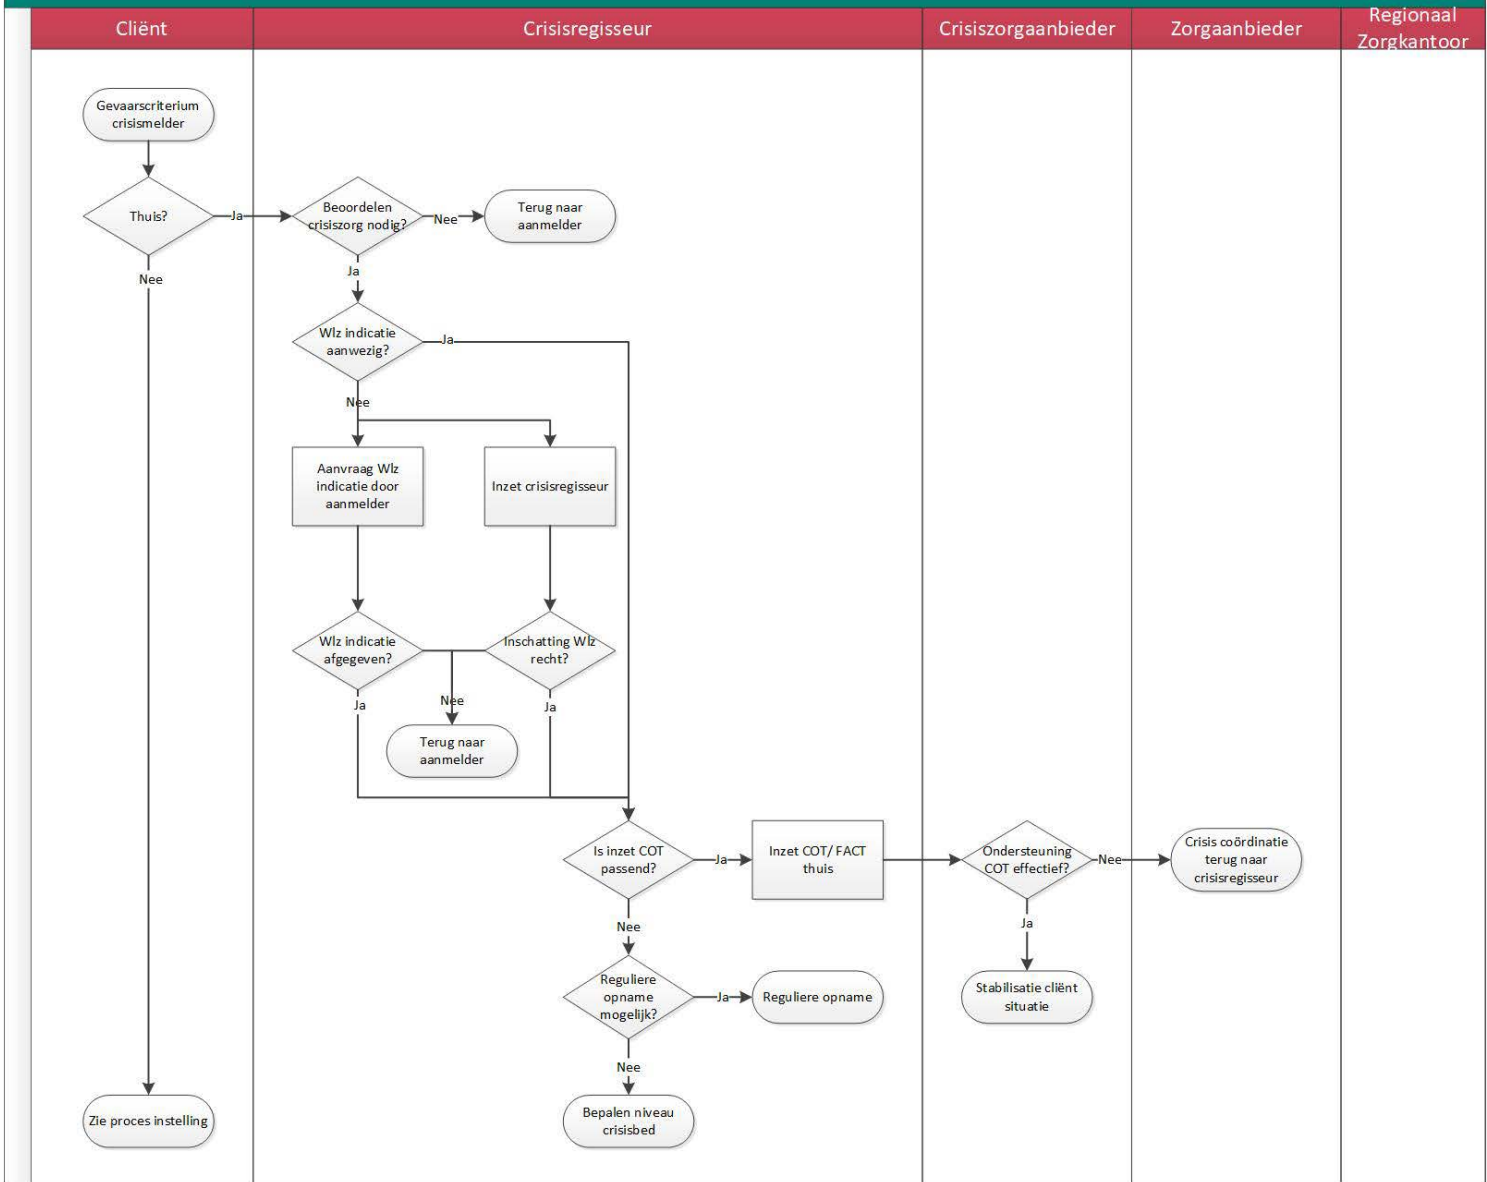 Cliënt
Crisisregisseur
Crisiszorgaanbieder
Zorgaanbieder
Regionaal
Zorgkantoor
Gevaarscriterium
crisismelder
Thuis?
Ja
Beoordelen
crisiszorg nodig?
Nee
Terug naar
aanmelder
Nee
Ja
Wlz indicatie
aanwezig?
Ja
Nee
Aanvraag Wlz
indicatie door
aanmelder
Inzet crisisregisseur
Wlz indicatie
afgegeven?
Inschatting Wlz
recht?
Nee
Ja
Ja
Terug naar
aanmelder
Is inzet COT
passend?
Ja
Inzet COT/ FACT
thuis
Ondersteuning
COT effectief?
Nee
Crisis coördinatie
terug naar
crisisregisseur
Nee
Ja
Reguliere
opname
mogelijk?
Ja
Reguliere opname
Stabilisatie cliënt
situatie
Nee
Zie proces instelling
Bepalen niveau
crisisbed